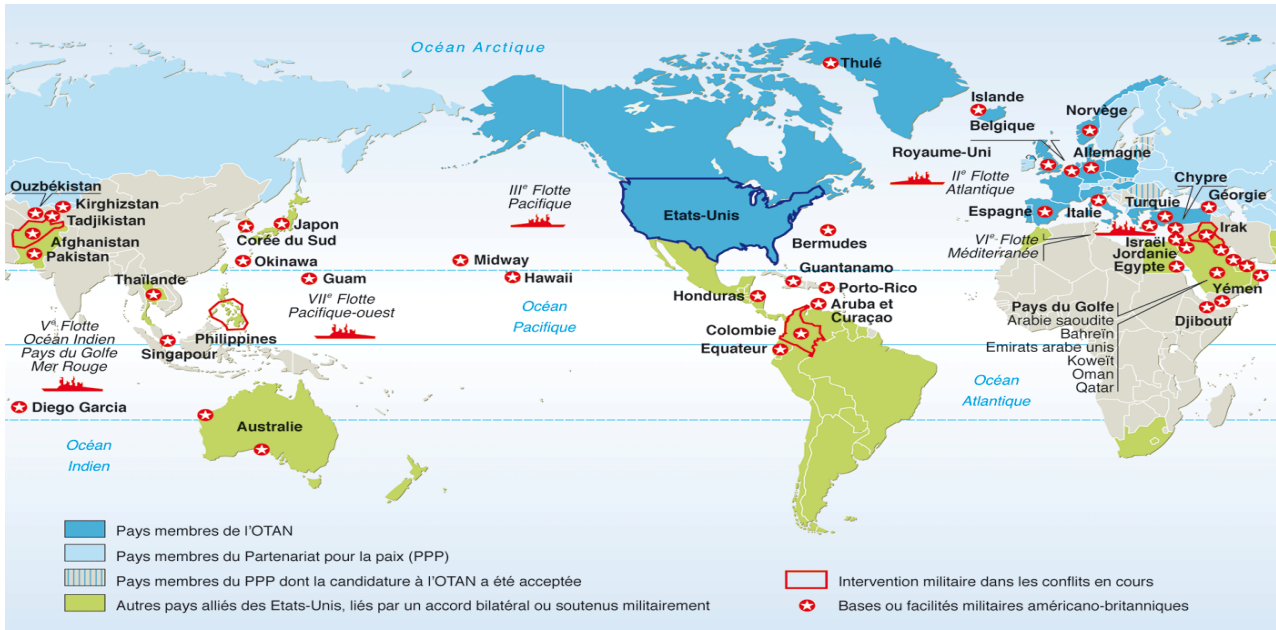 Océan Arctique
Thulé
Islande
Norvège
Belgique
Allemagne
Royaume-Uni
IIe Flotte
Atlantique
Chypre
Géorgie
Turquie
Espagne
Italie
Irak
VIe Flotte
Méditerranée
Israël
Jordanie
Egypte
Yémen
Djibouti
Pays du Golfe
Arabie saoudite
Bahreïn
Emirats arabe unis
Koweït
Oman
Qatar
Ouzbékistan
Kirghizstan
Tadjikistan
Afghanistan
Pakistan
Japon
Corée du Sud
Okinawa
Thaïlande
Guam
VIIe Flotte
Pacifique-ouest
Ve Flotte
Océan Indien
Pays du Golfe
Mer Rouge
Philippines
Singapour
Diego Garcia
Australie
Océan
Indien
IIIe Flotte
Pacifique
Midway
Hawaii
Océan
Pacifique
Etats-Unis
Bermudes
Guantanamo
Porto-Rico
Honduras
Aruba et
Curaçao
Colombie
Equateur
Océan
Atlantique
Pays membres de l'OTAN
Pays membres du Partenariat pour la paix (PPP)
Pays membres du PPP dont la candidature à l'OTAN a été acceptée
Autres pays alliés des Etats-Unis, liés par un accord bilatéral ou soutenus militairement
Intervention militaire dans les conflits en cours
Bases ou facilités militaires américano-britanniques